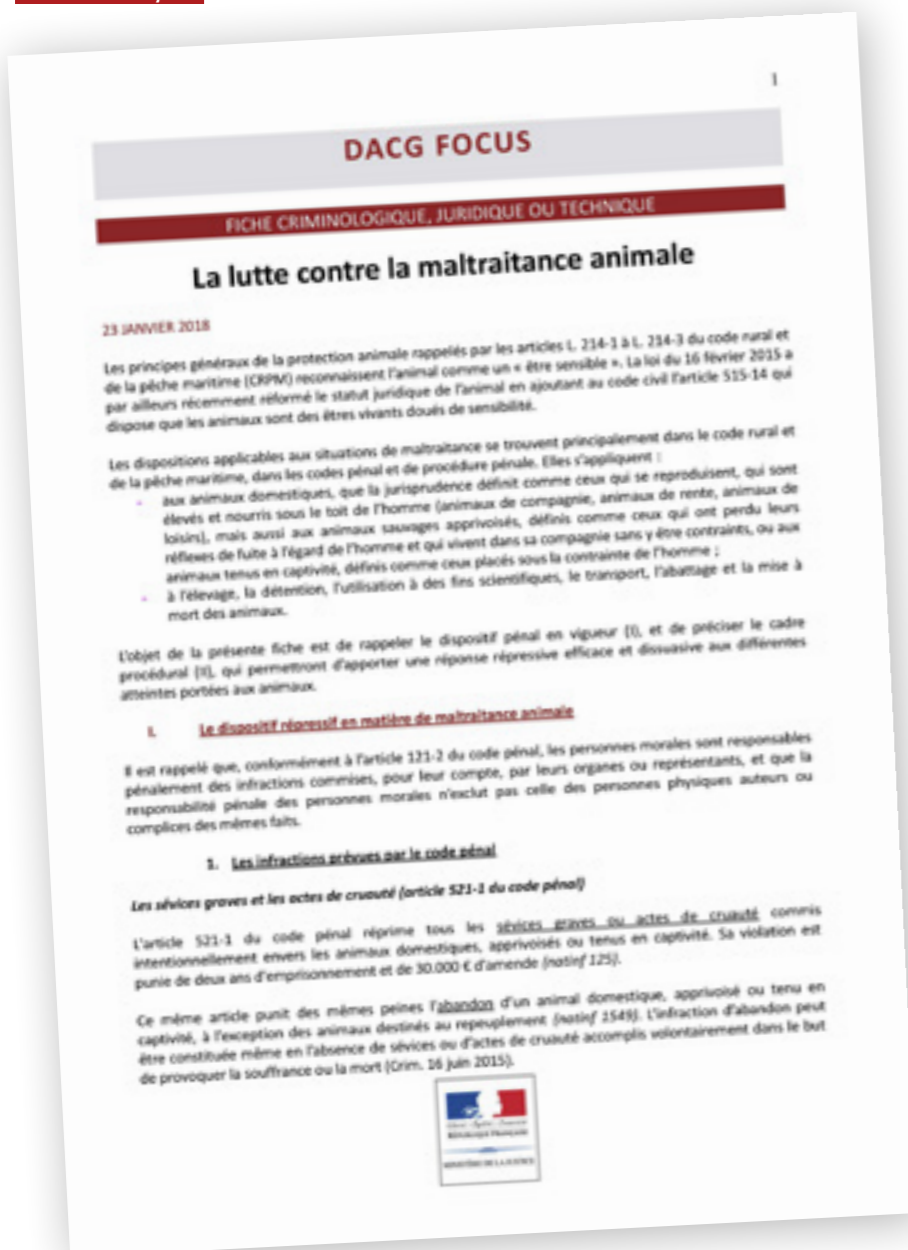 1
DACG FOCUS
FICHE CRIMINOLOGIQUE, JURIDIQUE OU TECHNIQUE
La lutte contre la maltraitance animale
23 JANVIER 2018
Les principes généraux de la protection animale rappelés par les articles L. 214-1 à L. 214-3 du code rural et
de la pêche maritime (CRPM) reconnaissent l'animal comme un « être sensible ». La loi du 16 février 2015 a
par ailleurs récemment réformé le statut juridique de l'animal en ajoutant au code civil l'article 515-14 qui
dispose que les animaux sont des êtres vivants doués de sensibilité.
Les dispositions applicables aux situations de maltraitance se trouvent principalement dans le code rural et
de la pêche maritime, dans les codes pénal et de procédure pénale. Elles s'appliquent :
- aux animaux domestiques, que la jurisprudence définit comme ceux qui se reproduisent, qui sont
élevés et nourris sous le toit de l'homme (animaux de compagnie, animaux de rente, animaux de
loisirs), mais aussi aux animaux sauvages apprivoisés, définis comme ceux qui ont perdu leurs
réflexes de fuite à l'égard de l'homme et qui vivent dans sa compagnie sans y être contraints, ou aux
animaux tenus en captivité, définis comme ceux placés sous la contrainte de l'homme ;
- à l'élevage, la détention, l'utilisation à des fins scientifiques, le transport, l'abattage et la mise à
mort des animaux.
L'objet de la présente fiche est de rappeler le dispositif pénal en vigueur (I), et de préciser le cadre
procédural (II), qui permettront d'apporter une réponse répressive efficace et dissuasive aux différentes
atteintes portées aux animaux.
I. Le dispositif répressif en matière de maltraitance animale
Il est rappelé que, conformément à l'article 121-2 du code pénal, les personnes morales sont responsables
pénalement des infractions commises, pour leur compte, par leurs organes ou représentants, et que la
responsabilité pénale des personnes morales n'exclut pas celle des personnes physiques auteurs ou
complices des mêmes faits.
1. Les infractions prévues par le code pénal
Les sévices graves et les actes de cruauté (article 521-1 du code pénal)
L'article 521-1 du code pénal réprime tous les sévices graves ou actes de cruauté commis
intentionnellement envers les animaux domestiques, apprivoisés ou tenus en captivité. Sa violation est
punie de deux ans d'emprisonnement et de 30.000 € d'amende (natinf 125).
Ce même article punit des mêmes peines l'abandon d'un animal domestique, apprivoisé ou tenu en
captivité, à l'exception des animaux destinés au repeuplement (natinf 1549). L'infraction d'abandon peut
être constituée même en l'absence de sévices ou d'actes de cruauté accomplis volontairement dans le but
de provoquer la souffrance ou la mort (Crim. 16 juin 2015).
RÉPUBLIQUE FRANÇAISE
MINISTÈRE DE LA JUSTICE